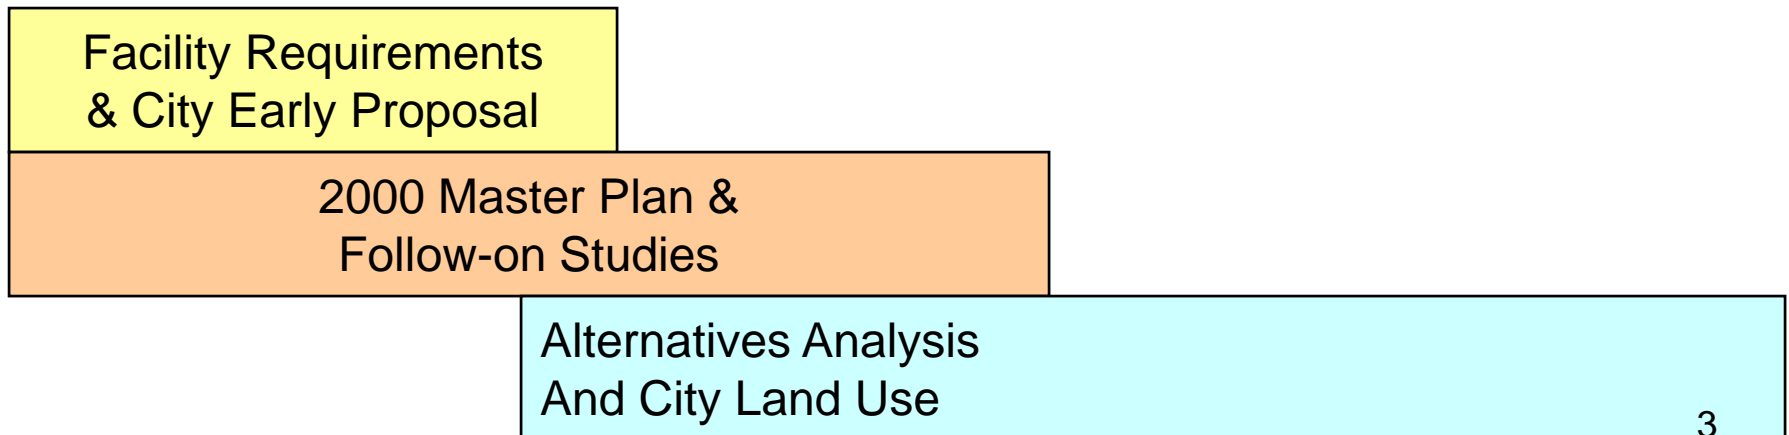 Facility Requirements
& City Early Proposal
2000 Master Plan &
Follow-on Studies
Alternatives Analysis
And City Land Use
3